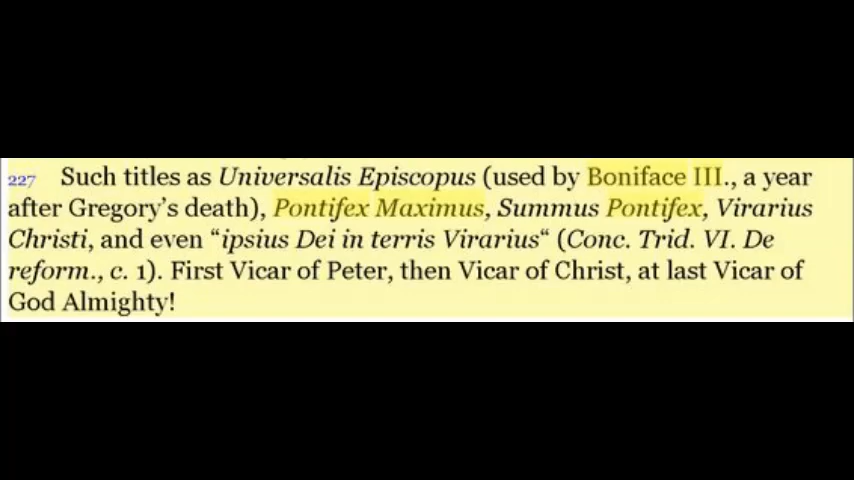 227 Such titles as Universalis Episcopus (used by Boniface III., a year
after Gregory's death), Pontifex Maximus, Summus Pontifex, Virarius
Christi, and even “ipsius Dei in terris Virarius“ (Conc. Trid. VI. De
reform., c. 1). First Vicar of Peter, then Vicar of Christ, at last Vicar of
God Almighty!